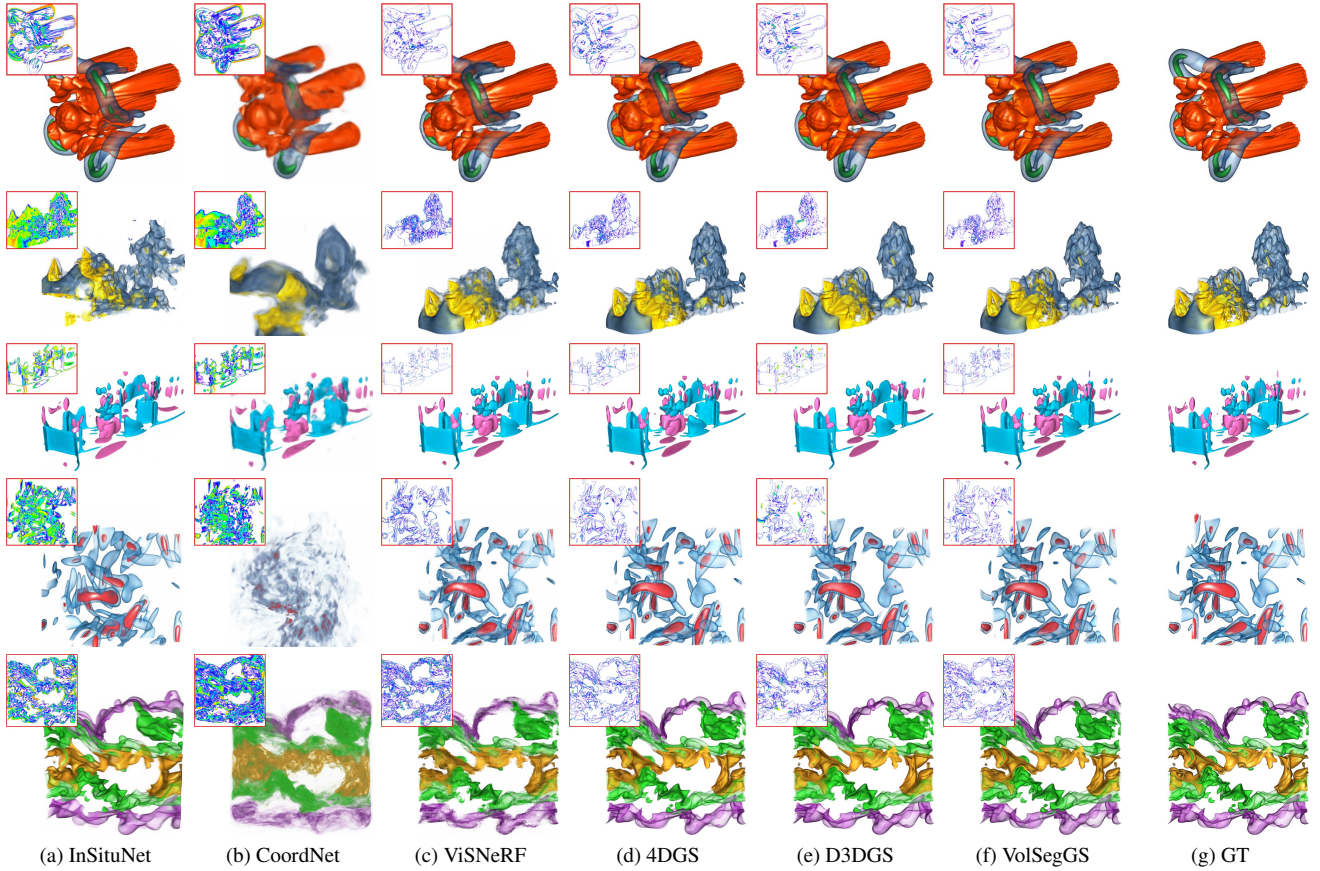 (a) InSituNet
(b) CoordNet
(c) ViSNeRF
(d) 4DGS
(e) D3DGS
(f) VolSegGS
(g) GT